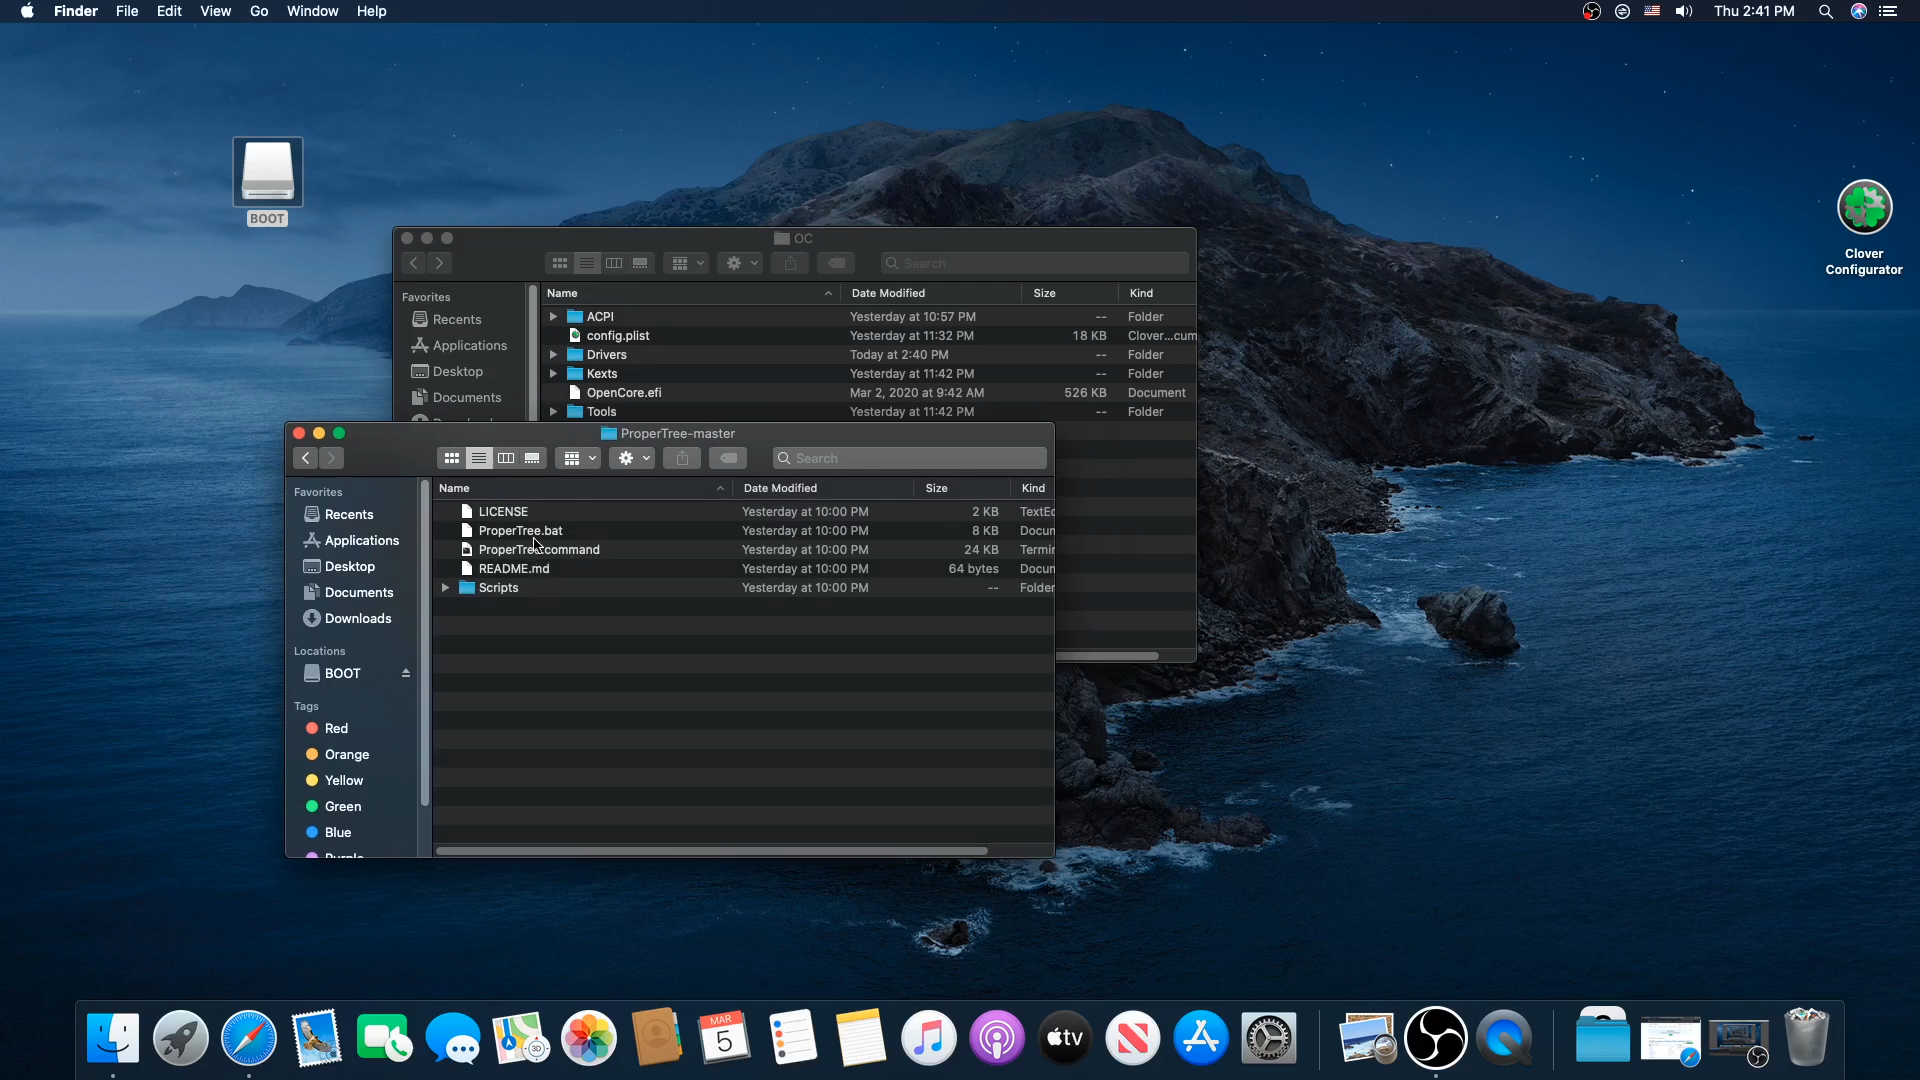 Finder File Edit View Go Window Help
Thu 2:41 PM
BOOT
Clover
Configurator
OC
Search
Favorites
Recents
Applications
Desktop
Documents
Name Date Modified Size Kind
ACPI Yesterday at 10:57 PM -- Folder
config.plist Yesterday at 11:32 PM 18 KB Clover...cum
Drivers Today at 2:40 PM -- Folder
Kexts Yesterday at 11:42 PM -- Folder
OpenCore.efi Mar 2, 2020 at 9:42 AM 526 KB Document
Tools Yesterday at 11:42 PM -- Folder
ProperTree-master
Search
Favorites
Recents
Applications
Desktop
Documents
Downloads
Locations
BOOT
Tags
Red
Orange
Yellow
Green
Blue
Name Date Modified Size Kind
LICENSE Yesterday at 10:00 PM 2 KB TextEd
ProperTree.bat Yesterday at 10:00 PM 8 KB Docum
ProperTree.command Yesterday at 10:00 PM 24 KB Termin
README.md Yesterday at 10:00 PM 64 bytes Docum
Scripts Yesterday at 10:00 PM -- Folder
MAR
5
3D
tv